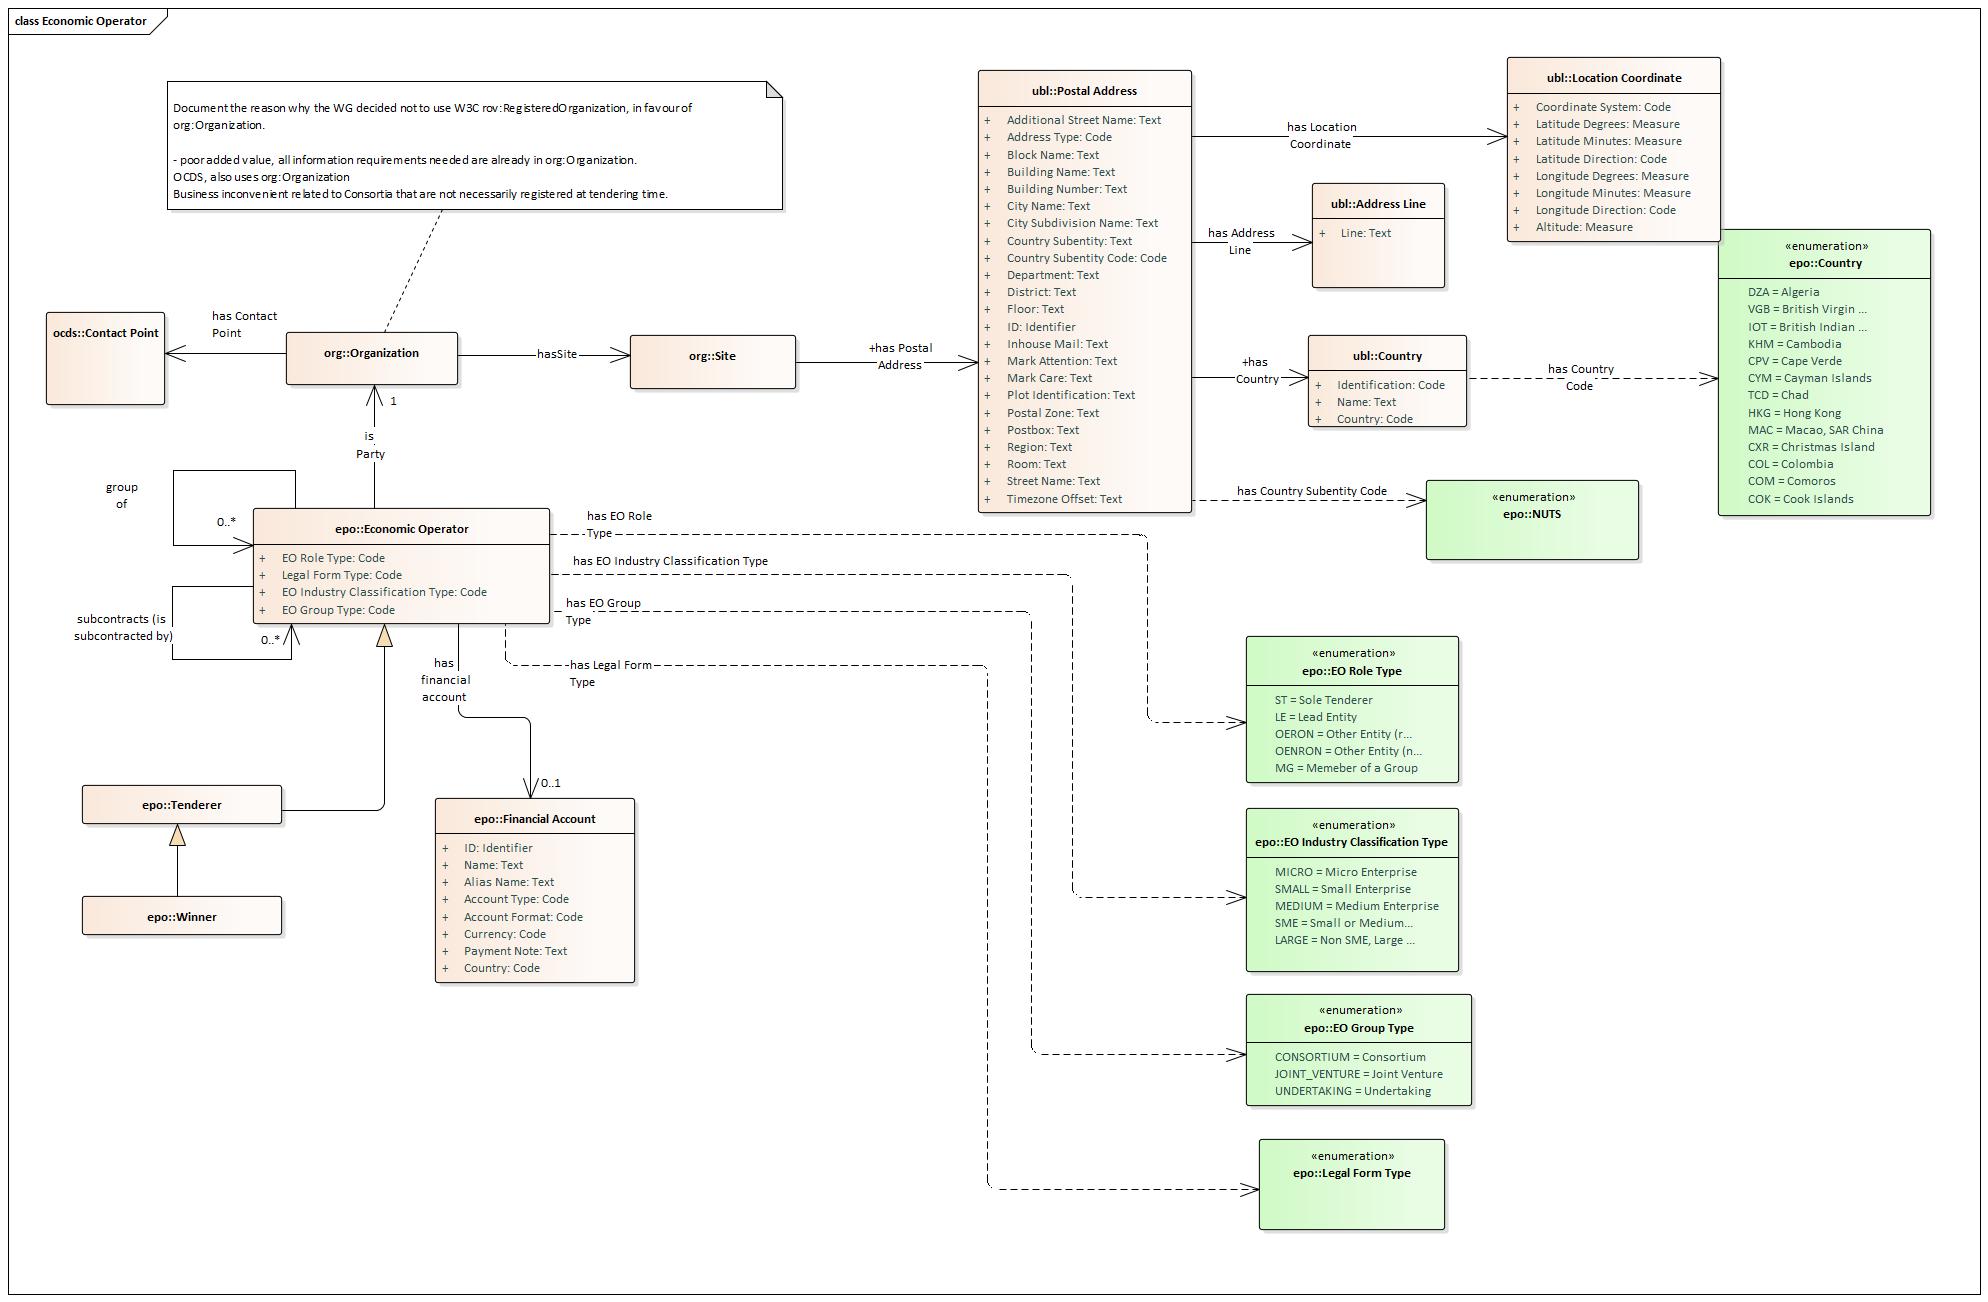 class Economic Operator
Document the reason why the WG decided not to use W3C rov:RegisteredOrganization, in favour of
org:Organization.
- poor added value, all information requirements needed are already in org:Organization.
OCDS, also uses org:Organization
Business inconvenient related to Consortia that are not necessarily registered at tendering time.
ocds::Contact Point
has Contact
Point
org::Organization
hasSite
org::Site
+has Postal
Address
ubl::Postal Address
+ Additional Street Name: Text
+ Address Type: Code
+ Block Name: Text
+ Building Name: Text
+ Building Number: Text
+ City Name: Text
+ City Subdivision Name: Text
+ Country Subentity: Text
+ Country Subentity Code: Code
+ Department: Text
+ District: Text
+ Floor: Text
+ ID: Identifier
+ Inhouse Mail: Text
+ Mark Attention: Text
+ Mark Care: Text
+ Plot Identification: Text
+ Postal Zone: Text
+ Postbox: Text
+ Region: Text
+ Room: Text
+ Street Name: Text
+ Timezone Offset: Text
has Location
Coordinate
ubl::Location Coordinate
+ Coordinate System: Code
+ Latitude Degrees: Measure
+ Latitude Minutes: Measure
+ Latitude Direction: Code
+ Longitude Degrees: Measure
+ Longitude Minutes: Measure
+ Longitude Direction: Code
+ Altitude: Measure
has Address
Line
ubl::Address Line
+ Line: Text
+has
Country
ubl::Country
+ Identification: Code
+ Name: Text
+ Country: Code
has Country
Code
«enumeration»
epo::Country
DZA = Algeria
VGB = British Virgin ...
IOT = British Indian ...
KHM = Cambodia
CPV = Cape Verde
CYM = Cayman Islands
TCD = Chad
HKG = Hong Kong
MAC = Macao, SAR China
CXR = Christmas Island
COL = Colombia
COM = Comoros
COK = Cook Islands
has Country Subentity Code
«enumeration»
epo::NUTS
1
is
Party
group
of
0..*
epo::Economic Operator
+ EO Role Type: Code
+ Legal Form Type: Code
+ EO Industry Classification Type: Code
+ EO Group Type: Code
subcontracts (is
subcontracted by)
0..*
has EO Role
Type
has EO Industry Classification Type
has EO Group
Type
has Legal Form
Type
has
financial
account
0..1
epo::Tenderer
epo::Winner
epo::Financial Account
+ ID: Identifier
+ Name: Text
+ Alias Name: Text
+ Account Type: Code
+ Account Format: Code
+ Currency: Code
+ Payment Note: Text
+ Country: Code
«enumeration»
epo::EO Role Type
ST = Sole Tenderer
LE = Lead Entity
OERON = Other Entity (r...
OENRON = Other Entity (n...
MG = Memeber of a Group
«enumeration»
epo::EO Industry Classification Type
MICRO = Micro Enterprise
SMALL = Small Enterprise
MEDIUM = Medium Enterprise
SME = Small or Medium...
LARGE = Non SME, Large ...
«enumeration»
epo::EO Group Type
CONSORTIUM = Consortium
JOINT_VENTURE = Joint Venture
UNDERTAKING = Undertaking
«enumeration»
epo::Legal Form Type